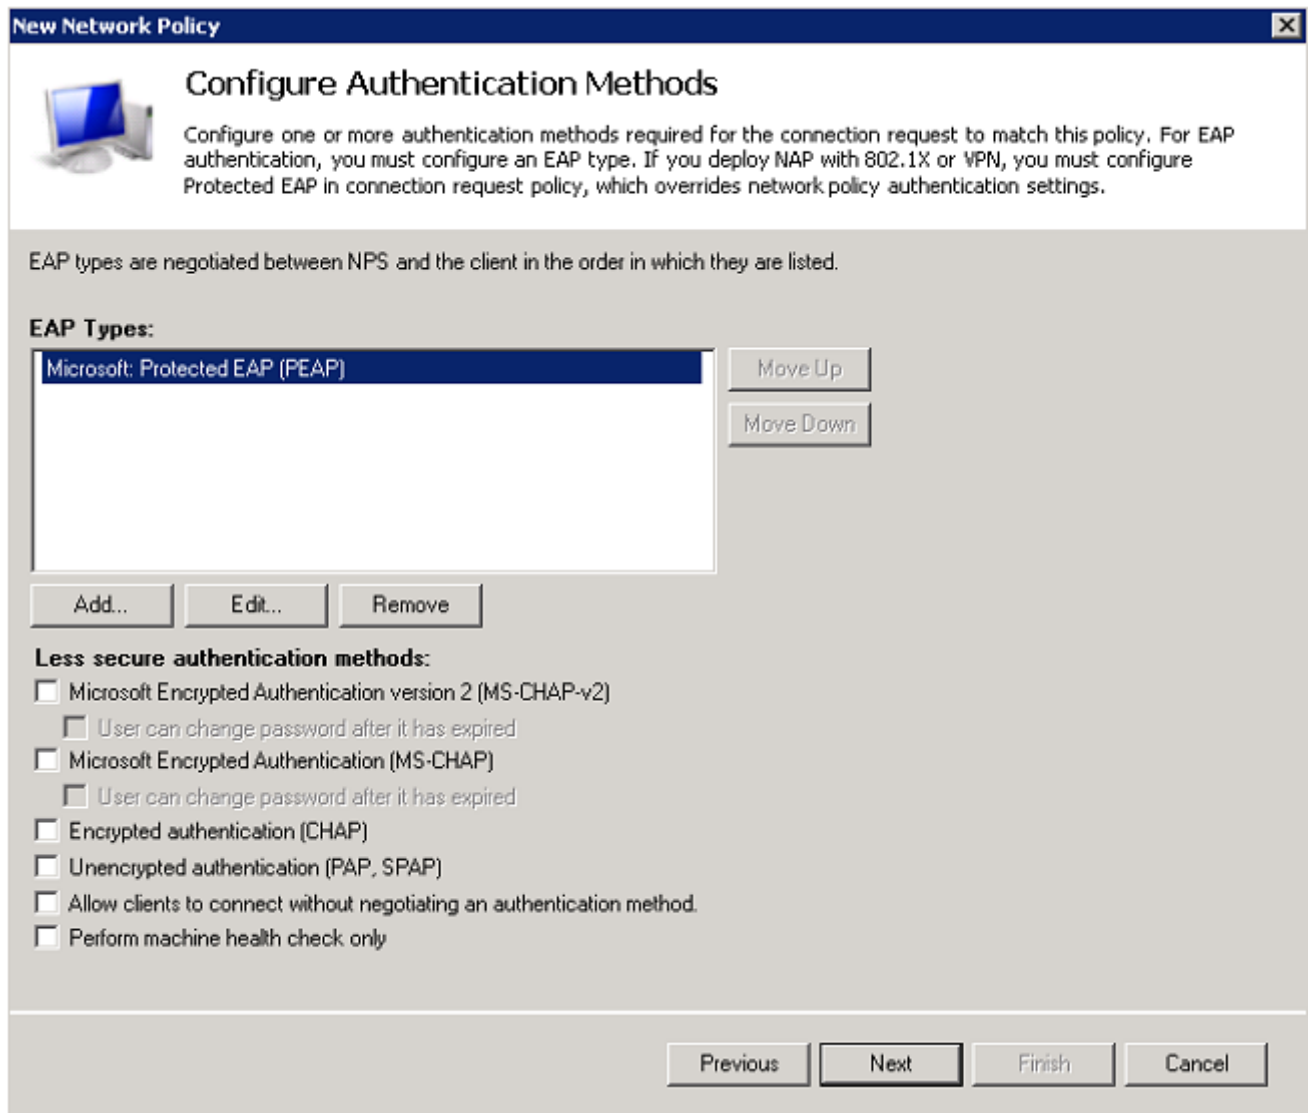 New Network Policy
Configure Authentication Methods
Configure one or more authentication methods required for the connection request to match this policy. For EAP
authentication, you must configure an EAP type. If you deploy NAP with 802.1X or VPN, you must configure
Protected EAP in connection request policy, which overrides network policy authentication settings.
EAP types are negotiated between NPS and the client in the order in which they are listed.
EAP Types:
Microsoft: Protected EAP (PEAP)
Move Up
Move Down
Add...
Edit...
Remove
Less secure authentication methods:
Microsoft Encrypted Authentication version 2 (MS-CHAP-v2)
User can change password after it has expired
Microsoft Encrypted Authentication (MS-CHAP)
User can change password after it has expired
Encrypted authentication (CHAP)
Unencrypted authentication (PAP, SPAP)
Allow clients to connect without negotiating an authentication method.
Perform machine health check only
Previous
Next
Finish
Cancel